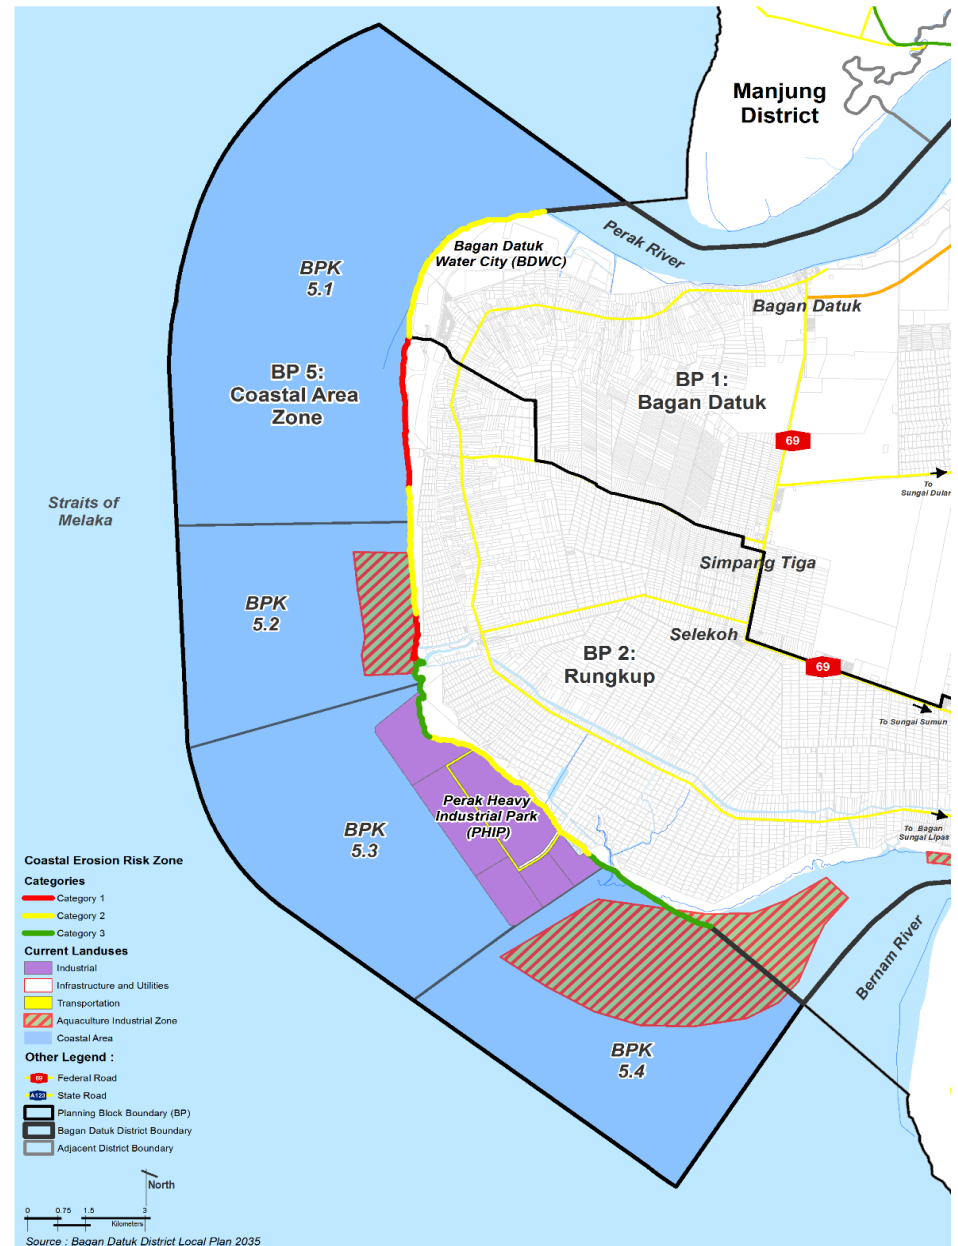 Manjung
District
Perak River
Bagan Datuk
Water City (BDWC)
BPK
5.1
Bagan Datuk
BP 5:
Coastal Area
Zone
BP 1:
Bagan Datuk
69
To
Sungai Dulan
Straits of
Melaka
Simpang Tiga
BPK
5.2
Selekoh
BP 2:
Rungkup
69
To Sungai Sumun
Perak Heavy
Industrial Park
(PHIP)
BPK
5.3
To Bagan
Sungai Lipas
Bernam River
BPK
5.4
Coastal Erosion Risk Zone
Categories
Category 1
Category 2
Category 3
Current Landuses
Industrial
Infrastructure and Utilities
Transportation
Aquaculture Industrial Zone
Coastal Area
Other Legend :
69 Federal Road
A123 State Road
Planning Block Boundary (BP)
Bagan Datuk District Boundary
Adjacent District Boundary
North
0 0.75 1.5 3
Kilometers
Source : Bagan Datuk District Local Plan 2035